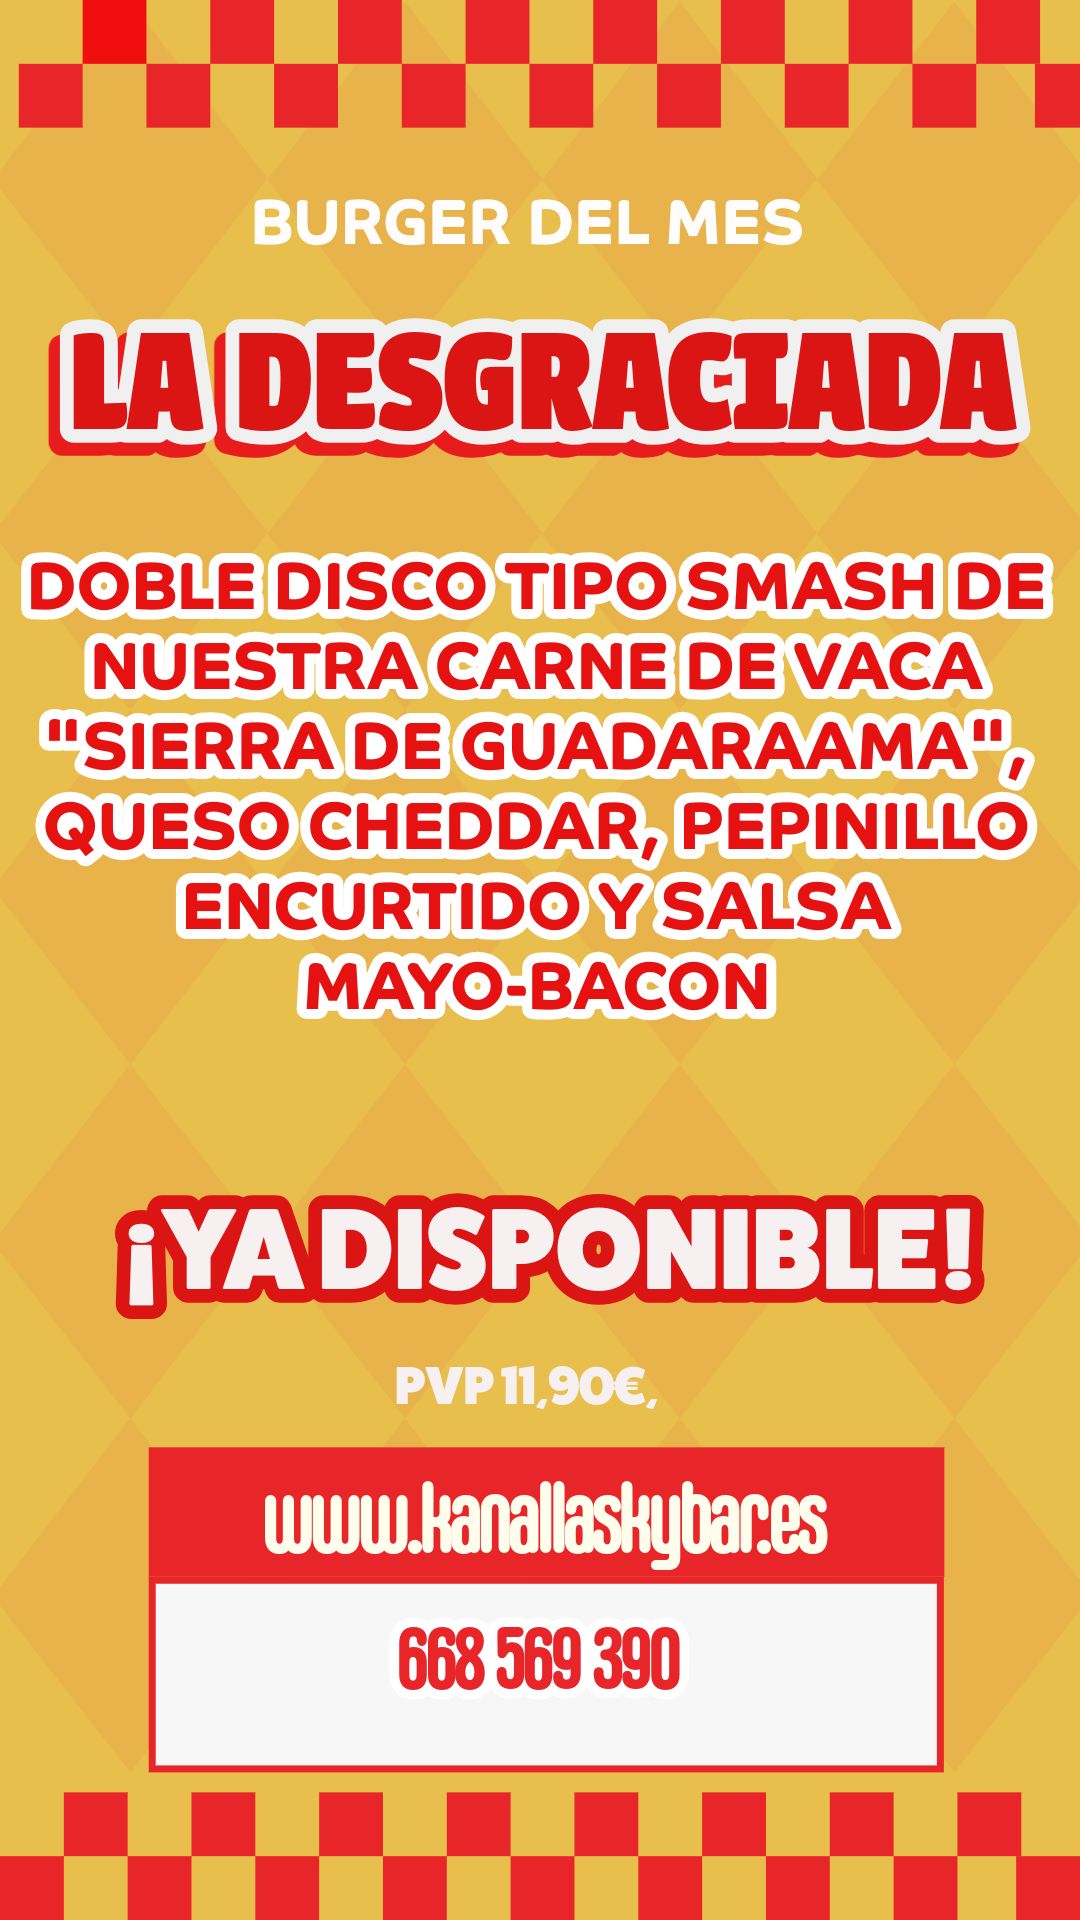 BURGER DEL MES
LA DESGRACIADA
DOBLE DISCO TIPO SMASH DE
NUESTRA CARNE DE VACA
"SIERRA DE GUADARAAMA",
QUESO CHEDDAR, PEPINILLO
ENCURTIDO Y SALSA
MAYO-BACON
¡YA DISPONIBLE!
PVP 11,90€,
www.kanallaskybar.es
668 569 390